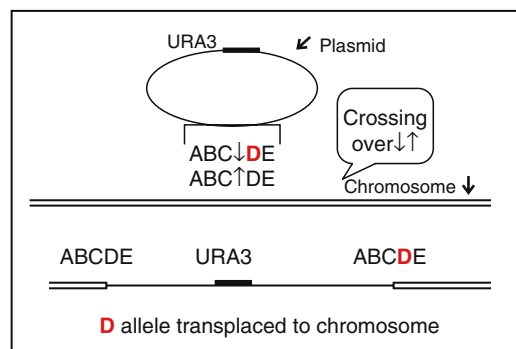 URA3
Plasmid
ABC↓DE
ABC↑DE
Crossing
over↓↑
Chromosome
ABCDE URA3 ABCDE
D allele transplaced to chromosome